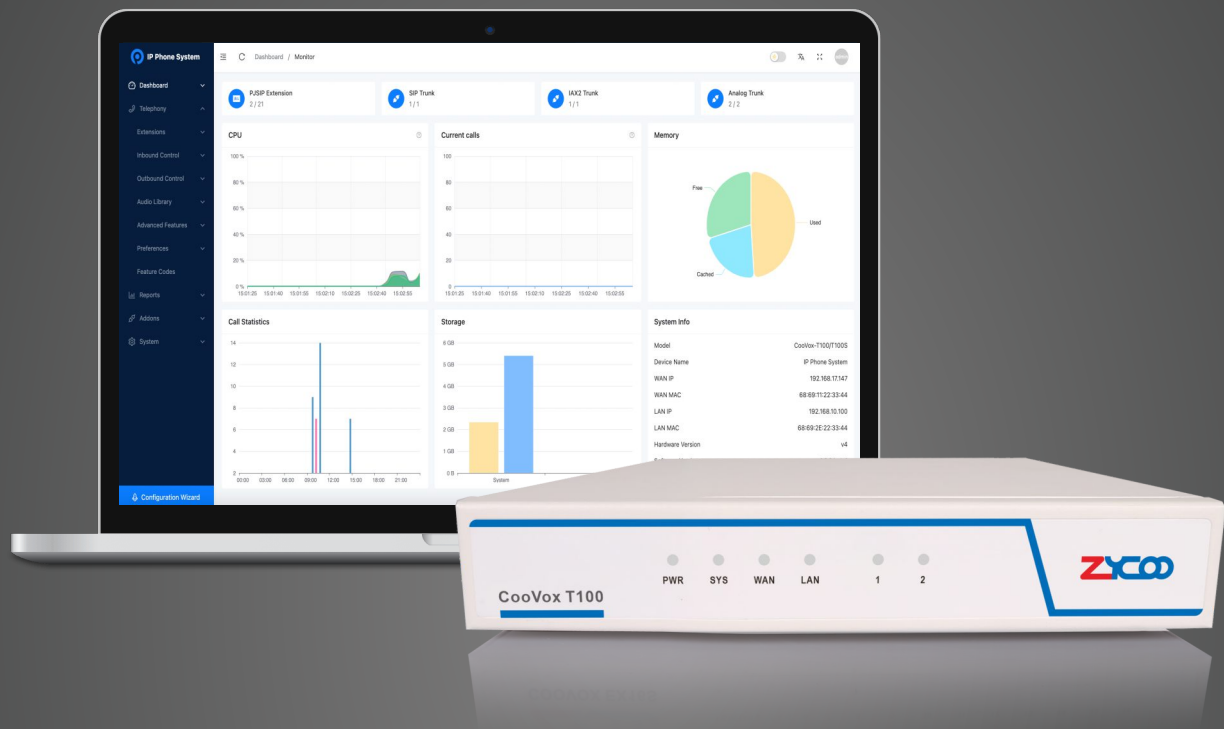 IP Phone System
Dashboard / Monitor
Dashboard
Telephony
Extensions
Inbound Control
Outbound Control
Audio Library
Advanced Features
Preferences
Feature Codes
Reports
Addons
System
Configuration Wizard
PJSIP Extension
2 / 21
SIP Trunk
1 / 1
IAX2 Trunk
1 / 1
Analog Trunk
2 / 2
CPU
100 %
80 %
60 %
40 %
20 %
0 %
15:01:25 15:01:40 15:01:55 15:02:10 15:02:25 15:02:40 15:02:55
Current calls
100
80
60
40
20
0
15:01:25 15:01:40 15:01:55 15:02:10 15:02:25 15:02:40 15:02:55
Memory
Free
Used
Cached
Call Statistics
14
12
10
8
6
4
2
00:00 03:00 06:00 09:00 12:00 15:00 18:00 21:00
Storage
6 GB
5 GB
4 GB
3 GB
2 GB
1 GB
0 B
System
System Info
Model CooVox-T100/T100S
Device Name IP Phone System
WAN IP 192.168.17.147
WAN MAC 68:69:11:22:33:44
LAN IP 192.168.10.100
LAN MAC 68:69:2E:22:33:44
Hardware Version v4
PWR SYS WAN LAN 1 2
CooVox T100
ZYCOO